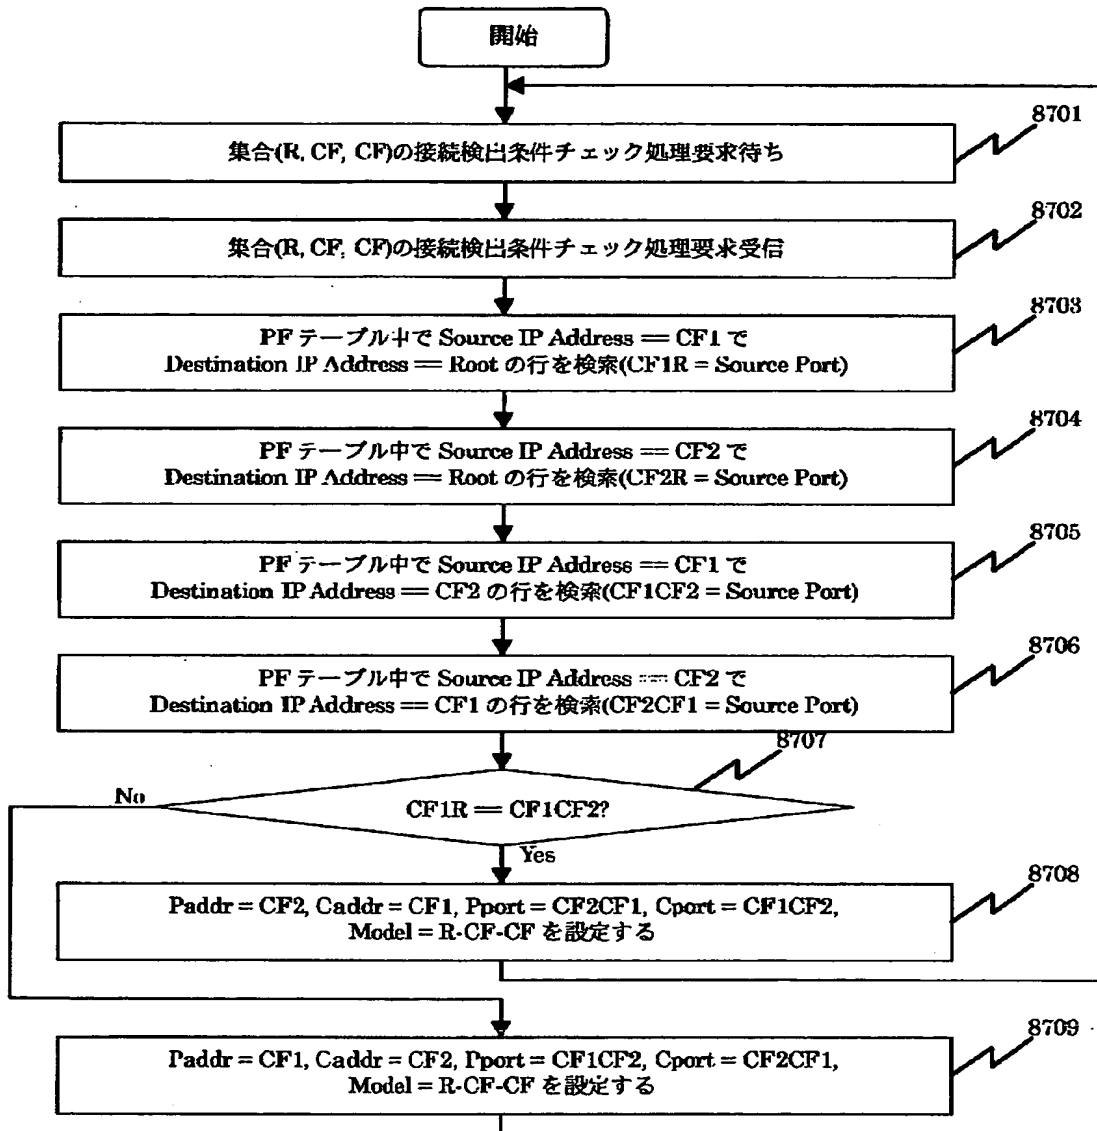 開始
8701
集合(R, CF, CF)の接続検出条件チェック処理要求待ち
8702
集合(R, CF, CF)の接続検出条件チェック処理要求受信
8703
PF テーブル中で Source IP Address == CF1 で
Destination IP Address == Root の行を検索(CF1R = Source Port)
8704
PF テーブル中で Source IP Address == CF2 で
Destination IP Address == Root の行を検索(CF2R = Source Port)
8705
PF テーブル中で Source IP Address == CF1 で
Destination IP Address == CF2 の行を検索(CF1CF2 = Source Port)
8706
PF テーブル中で Source IP Address == CF2 で
Destination IP Address == CF1 の行を検索(CF2CF1 = Source Port)
8707
No
CF1R == CF1CF2?
Yes
8708
Paddr = CF2, Caddr = CF1, Pport = CF2CF1, Cport = CF1CF2,
Model = R-CF-CF を設定する
8709
Paddr = CF1, Caddr = CF2, Pport = CF1CF2, Cport = CF2CF1,
Model = R-CF-CF を設定する